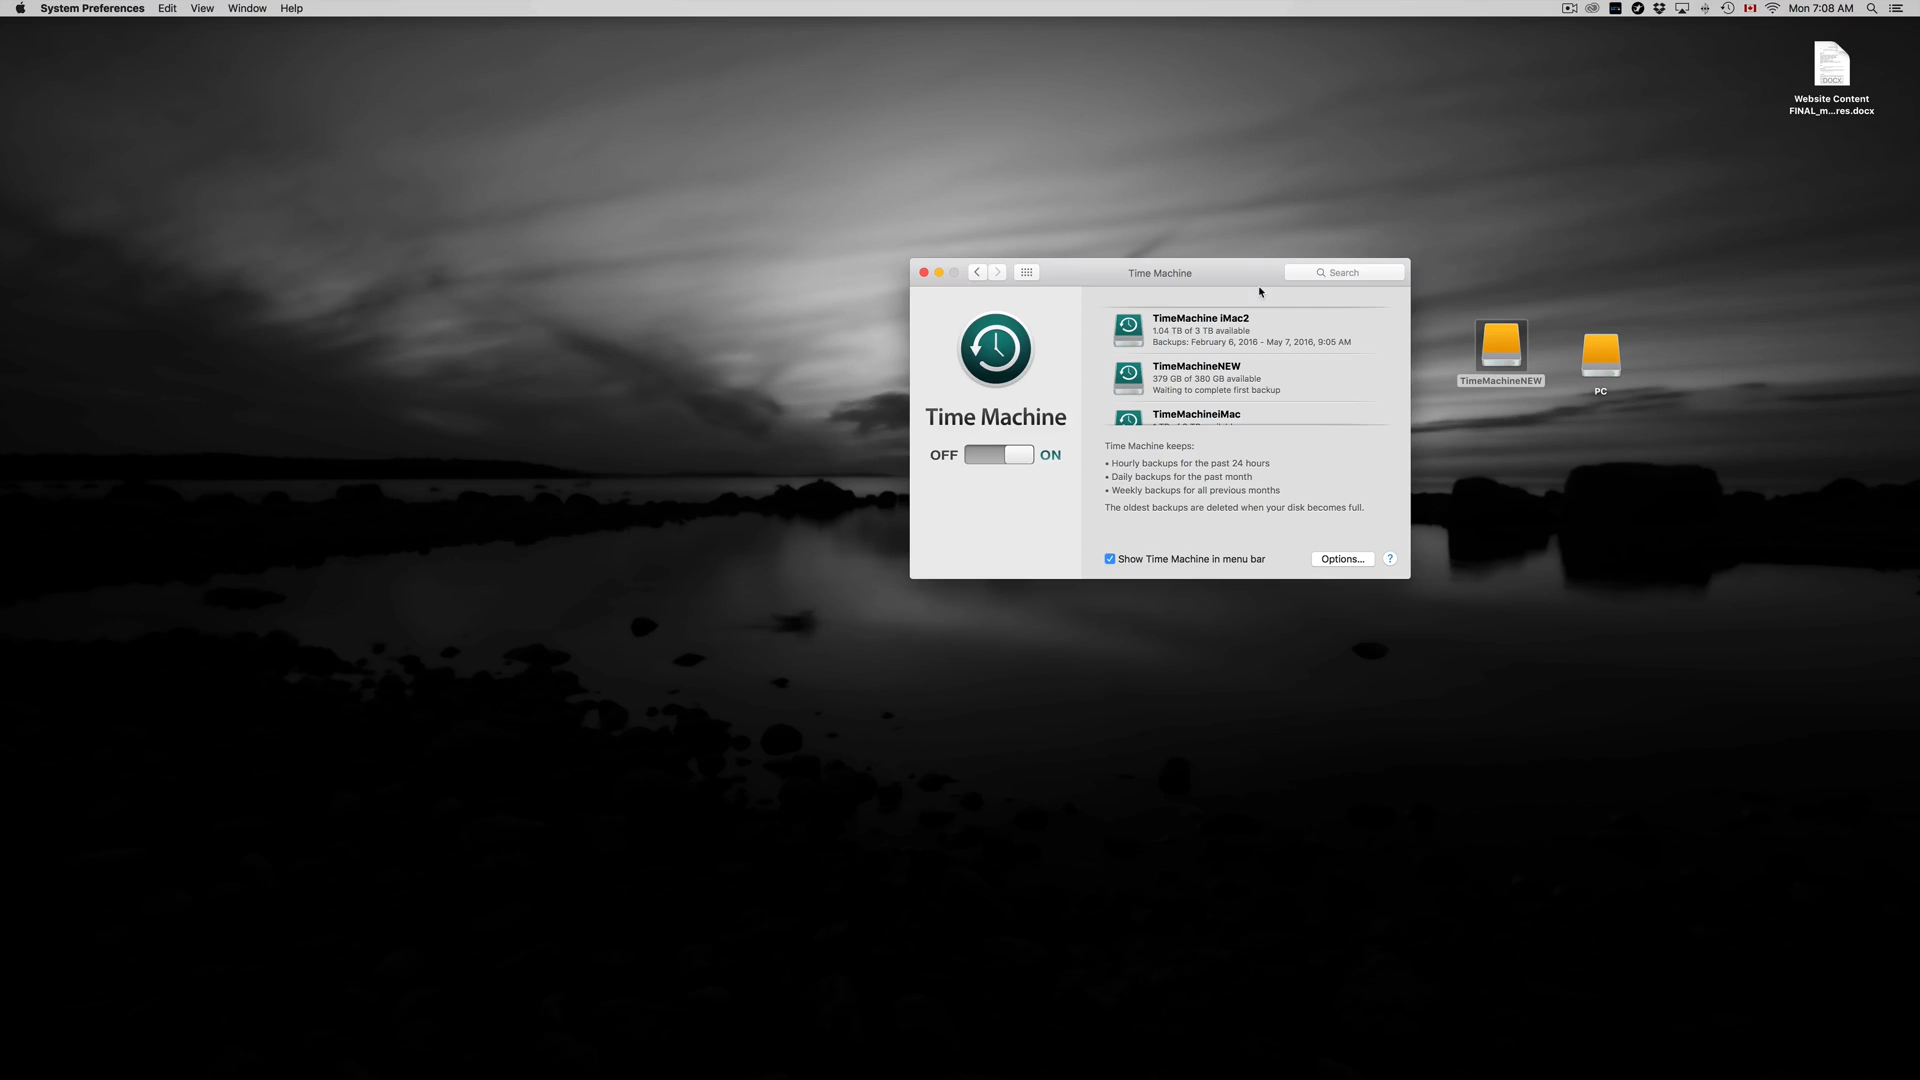 System Preferences Edit View Window Help
Mon 7:08 AM
Website Content
FINAL_m...res.docx
DOCX
Time Machine
Search
TimeMachine iMac2
1.04 TB of 3 TB available
Backups: February 6, 2016 - May 7, 2016, 9:05 AM
TimeMachineNEW
379 GB of 380 GB available
Waiting to complete first backup
TimeMachineiMac
Time Machine
OFF ON
Time Machine keeps:
• Hourly backups for the past 24 hours
• Daily backups for the past month
• Weekly backups for all previous months
The oldest backups are deleted when your disk becomes full.
Show Time Machine in menu bar
Options...
?
TimeMachineNEW
PC